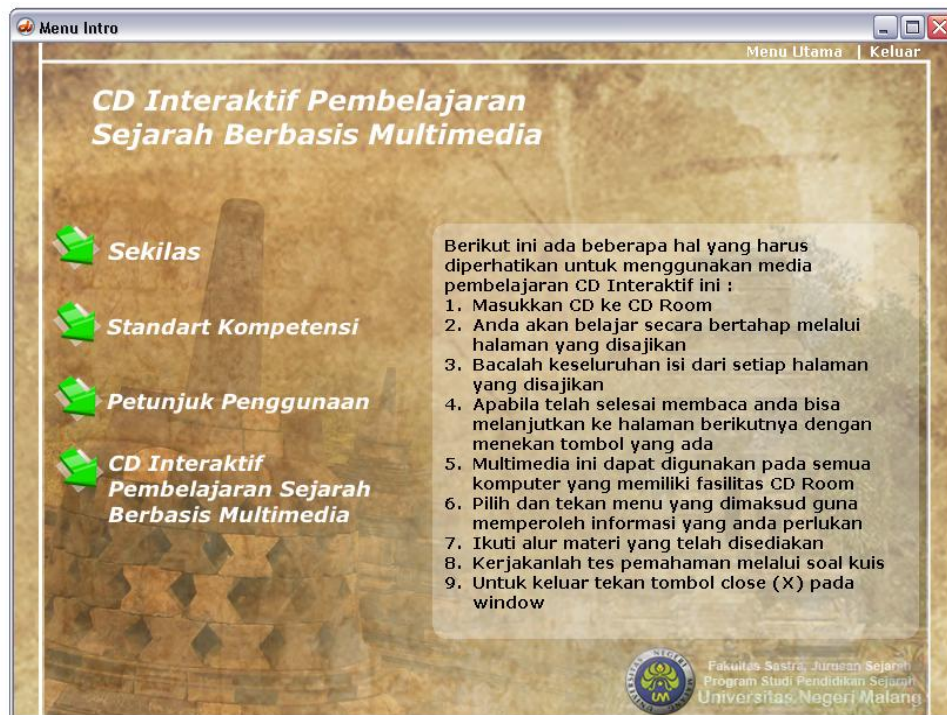 Menu Intro
Menu Utama | Keluar
CD Interaktif Pembelajaran
Sejarah Berbasis Multimedia
Sekilas
Standart Kompetensi
Petunjuk Penggunaan
CD Interaktif
Pembelajaran Sejarah
Berbasis Multimedia
Berikut ini ada beberapa hal yang harus
diperhatikan untuk menggunakan media
pembelajaran CD Interaktif ini :
1. Masukkan CD ke CD Room
2. Anda akan belajar secara bertahap melalui
halaman yang disajikan
3. Bacalah keseluruhan isi dari setiap halaman
yang disajikan
4. Apabila telah selesai membaca anda bisa
melanjutkan ke halaman berikutnya dengan
menekan tombol yang ada
5. Multimedia ini dapat digunakan pada semua
komputer yang memiliki fasilitas CD Room
6. Pilih dan tekan menu yang dimaksud guna
memperoleh informasi yang anda perlukan
7. Ikuti alur materi yang telah disediakan
8. Kerjakanlah tes pemahaman melalui soal kuis
9. Untuk keluar tekan tombol close (X) pada
window
UNIVERSITAS NEGERI MALANG
UM
Fakultas Sastra, Jurusan Sejarah
Program Studi Pendidikan Sejarah
Universitas Negeri Malang